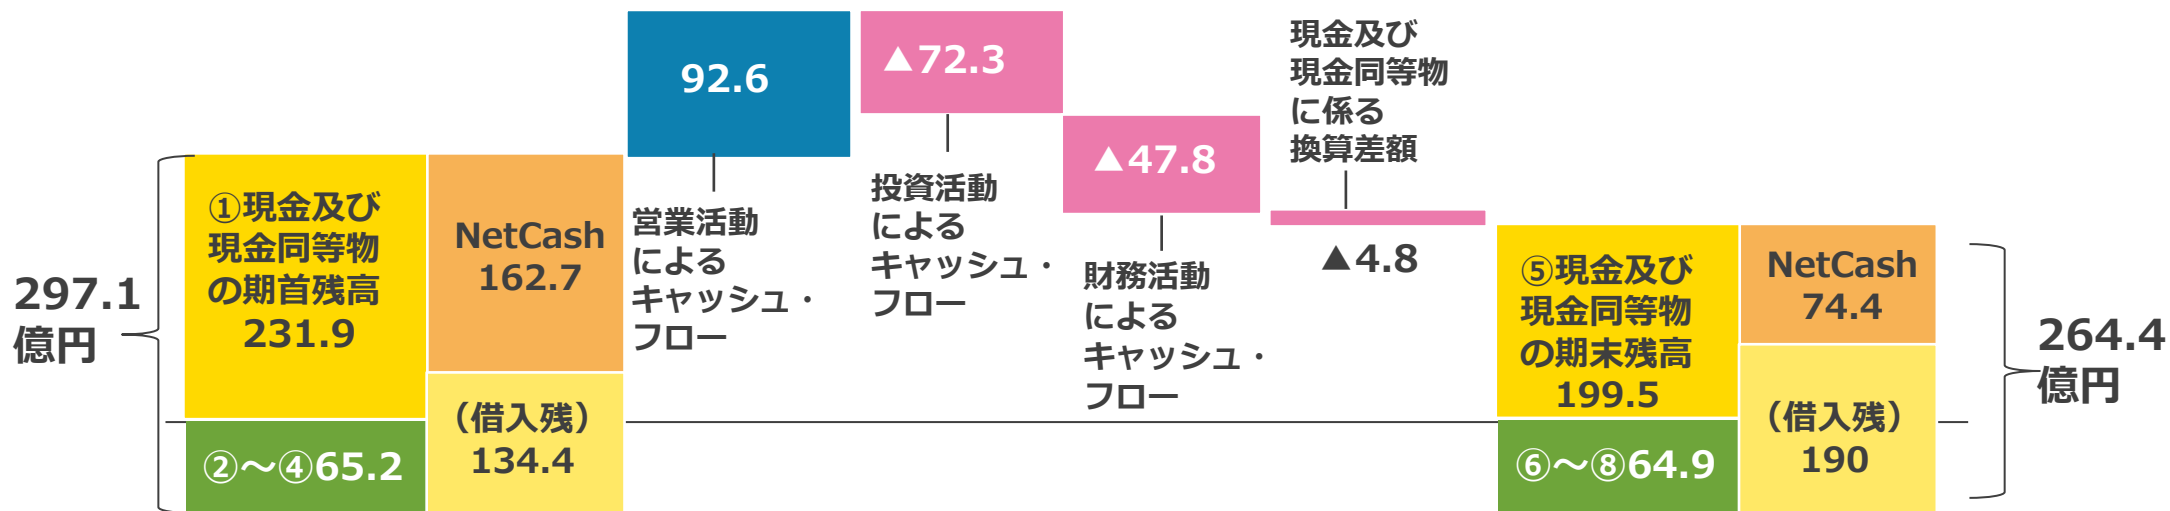 297.1
億円
①現金及び
現金同等物
の期首残高
231.9
②～④65.2
NetCash
162.7
（借入残）
134.4
92.6
営業活動
による
キャッシュ・
フロー
▲72.3
投資活動
による
キャッシュ・
フロー
▲47.8
財務活動
による
キャッシュ・
フロー
現金及び
現金同等物
に係る
換算差額
▲4.8
⑤現金及び
現金同等物
の期末残高
199.5
⑥～⑧64.9
NetCash
74.4
（借入残）
190
264.4
億円